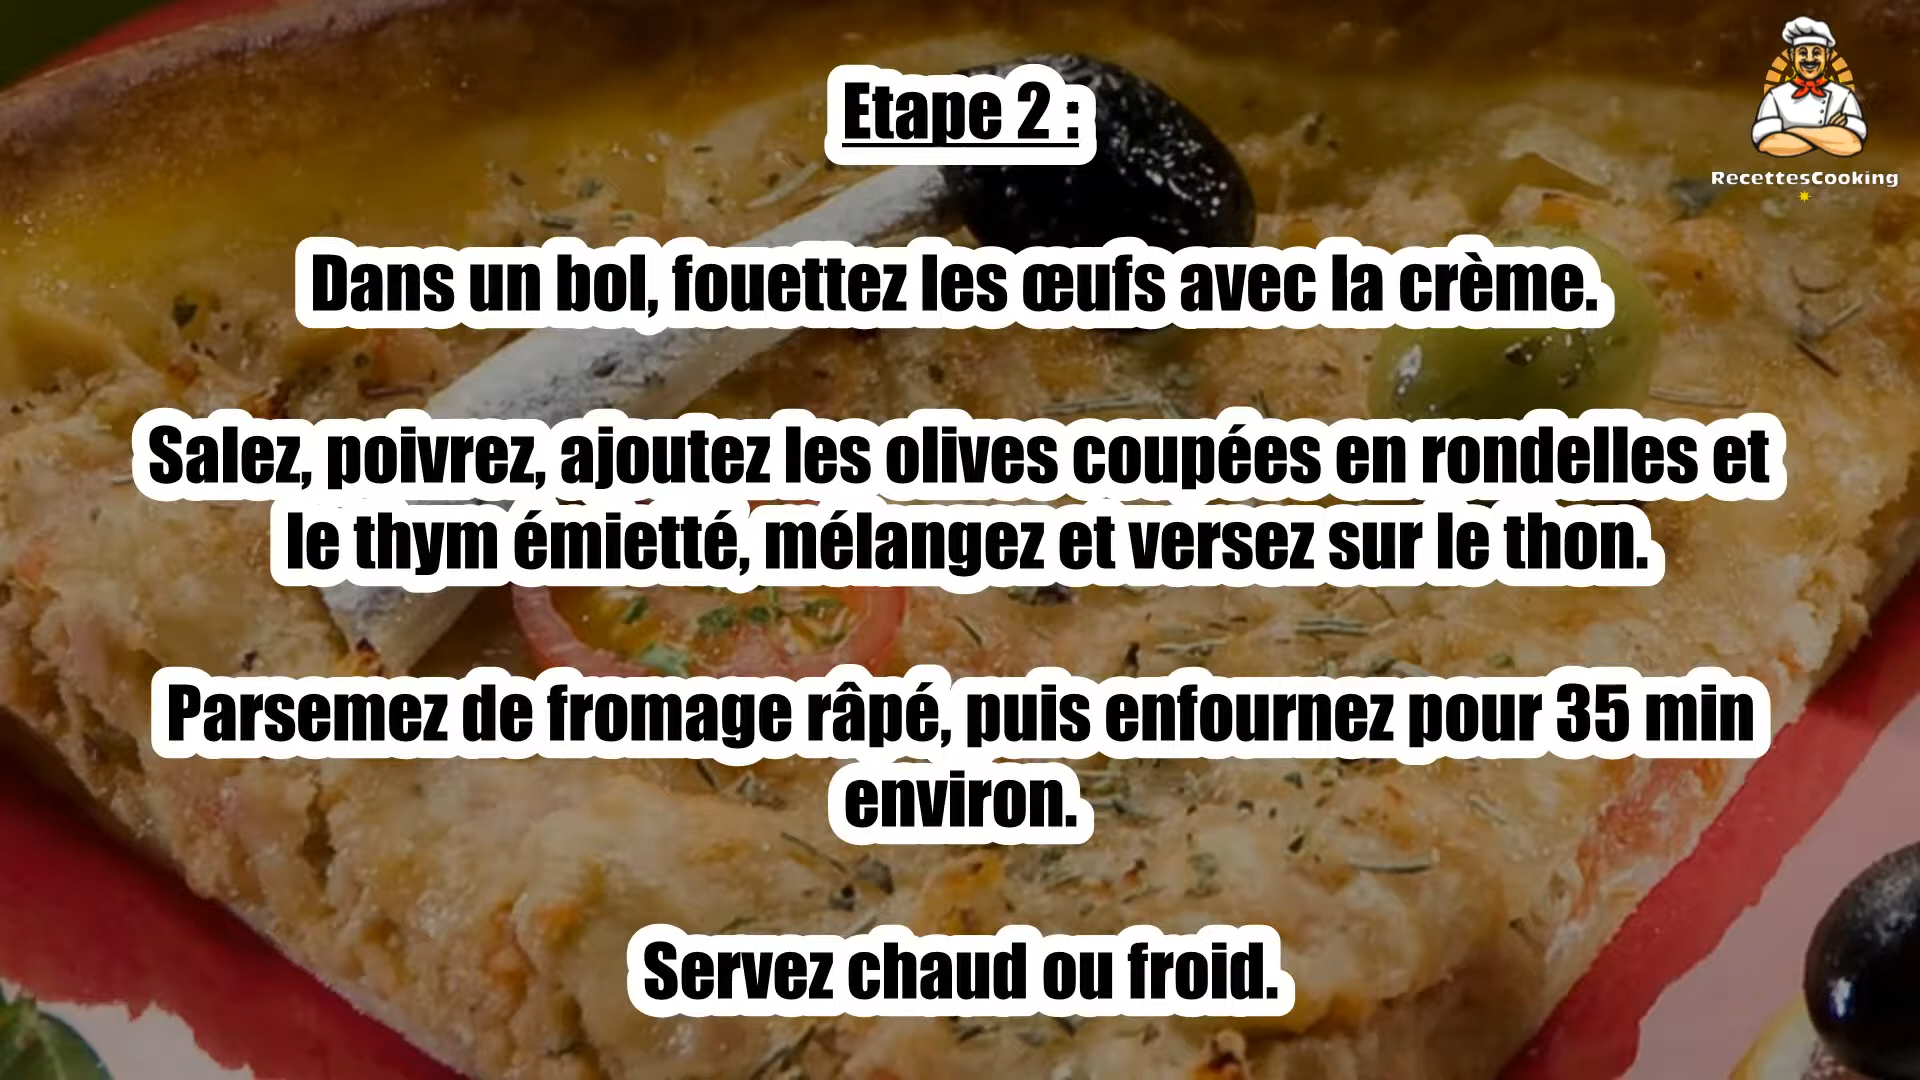 Etape 2 :
RecettesCooking
Dans un bol, fouettez les œufs avec la crème.
Salez, poivrez, ajoutez les olives coupées en rondelles et
le thym émietté, mélangez et versez sur le thon.
Parsemez de fromage râpé, puis enfournez pour 35 min
environ.
Servez chaud ou froid.